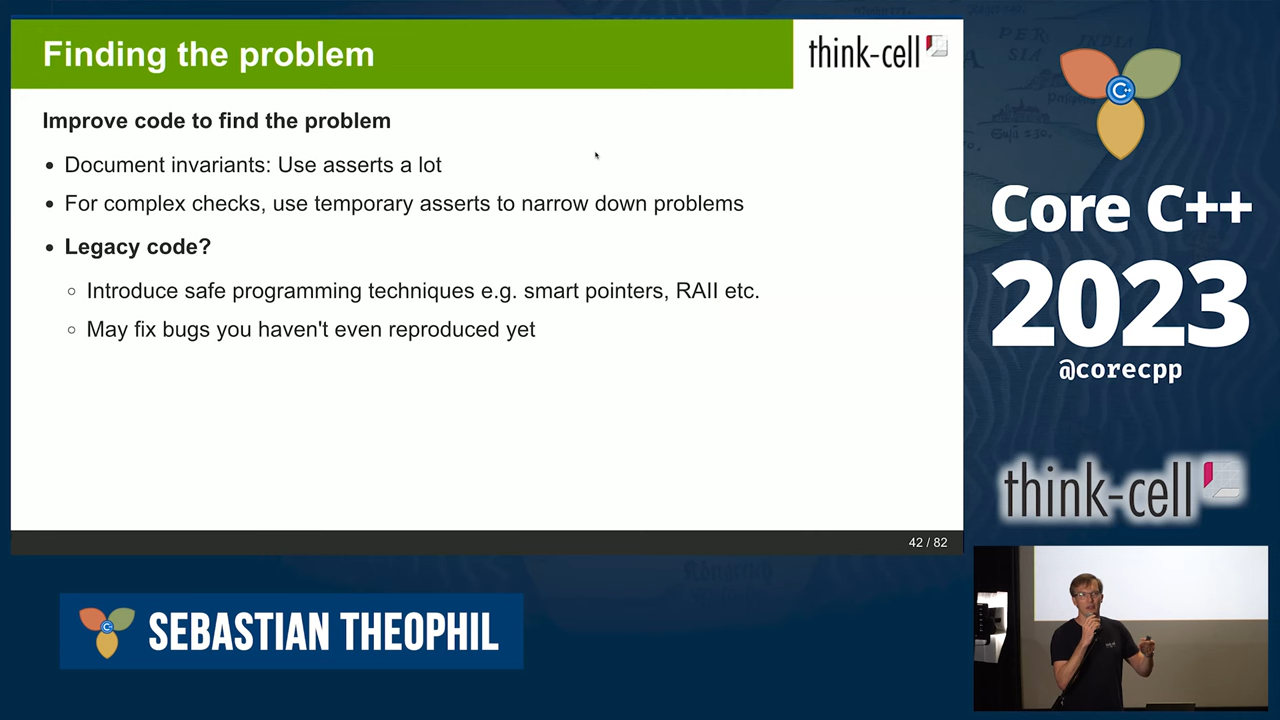 Finding the problem
think-cell
Improve code to find the problem
• Document invariants: Use asserts a lot
• For complex checks, use temporary asserts to narrow down problems
• Legacy code?
◦ Introduce safe programming techniques e.g. smart pointers, RAII etc.
◦ May fix bugs you haven't even reproduced yet
42 / 82
C++
Core C++
2023
@corecpp
think-cell
C++
SEBASTIAN THEOPHIL